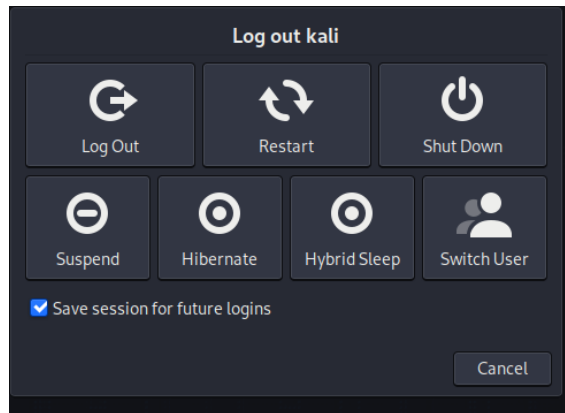 Log out kali
Log Out Restart Shut Down
Suspend Hibernate Hybrid Sleep Switch User
Save session for future logins
Cancel